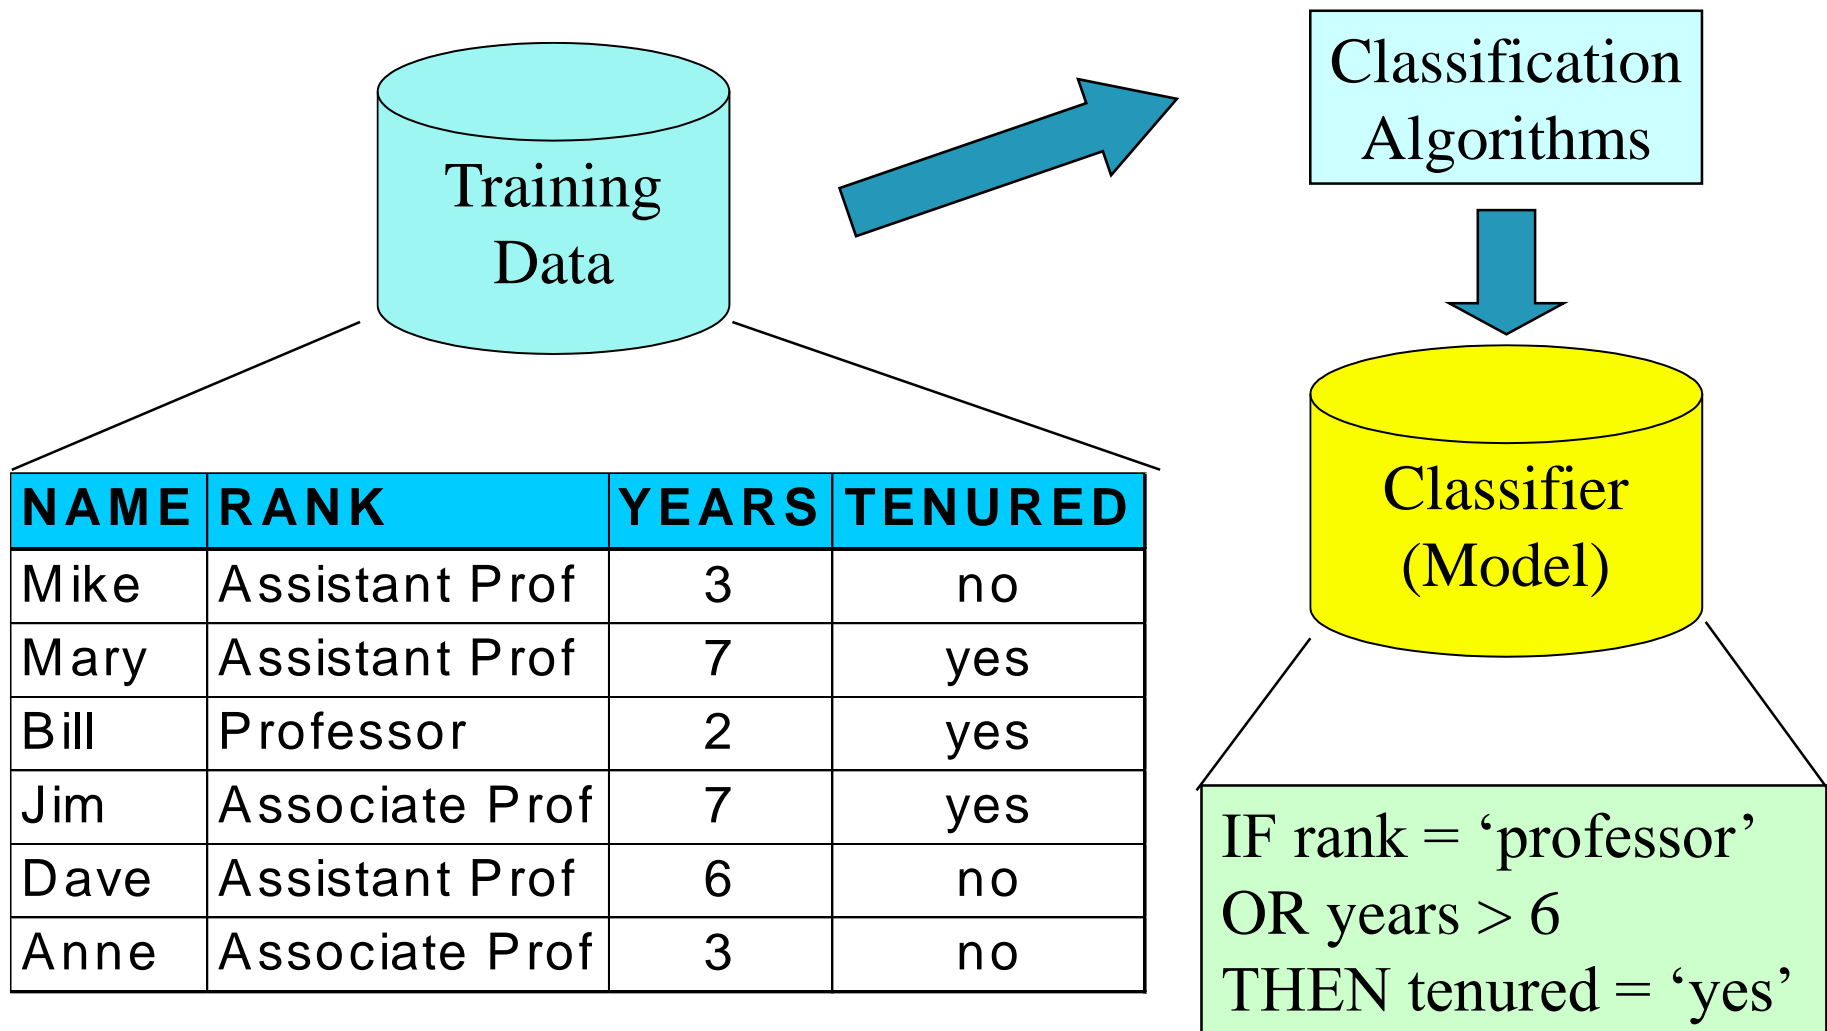 Training
Data
Classification
Algorithms
NAME RANK YEARS TENURED
Mike Assistant Prof 3 no
Mary Assistant Prof 7 yes
Bill Professor 2 yes
Jim Associate Prof 7 yes
Dave Assistant Prof 6 no
Anne Associate Prof 3 no
Classifier
(Model)
IF rank = ‘professor’
OR years > 6
THEN tenured = ‘yes’